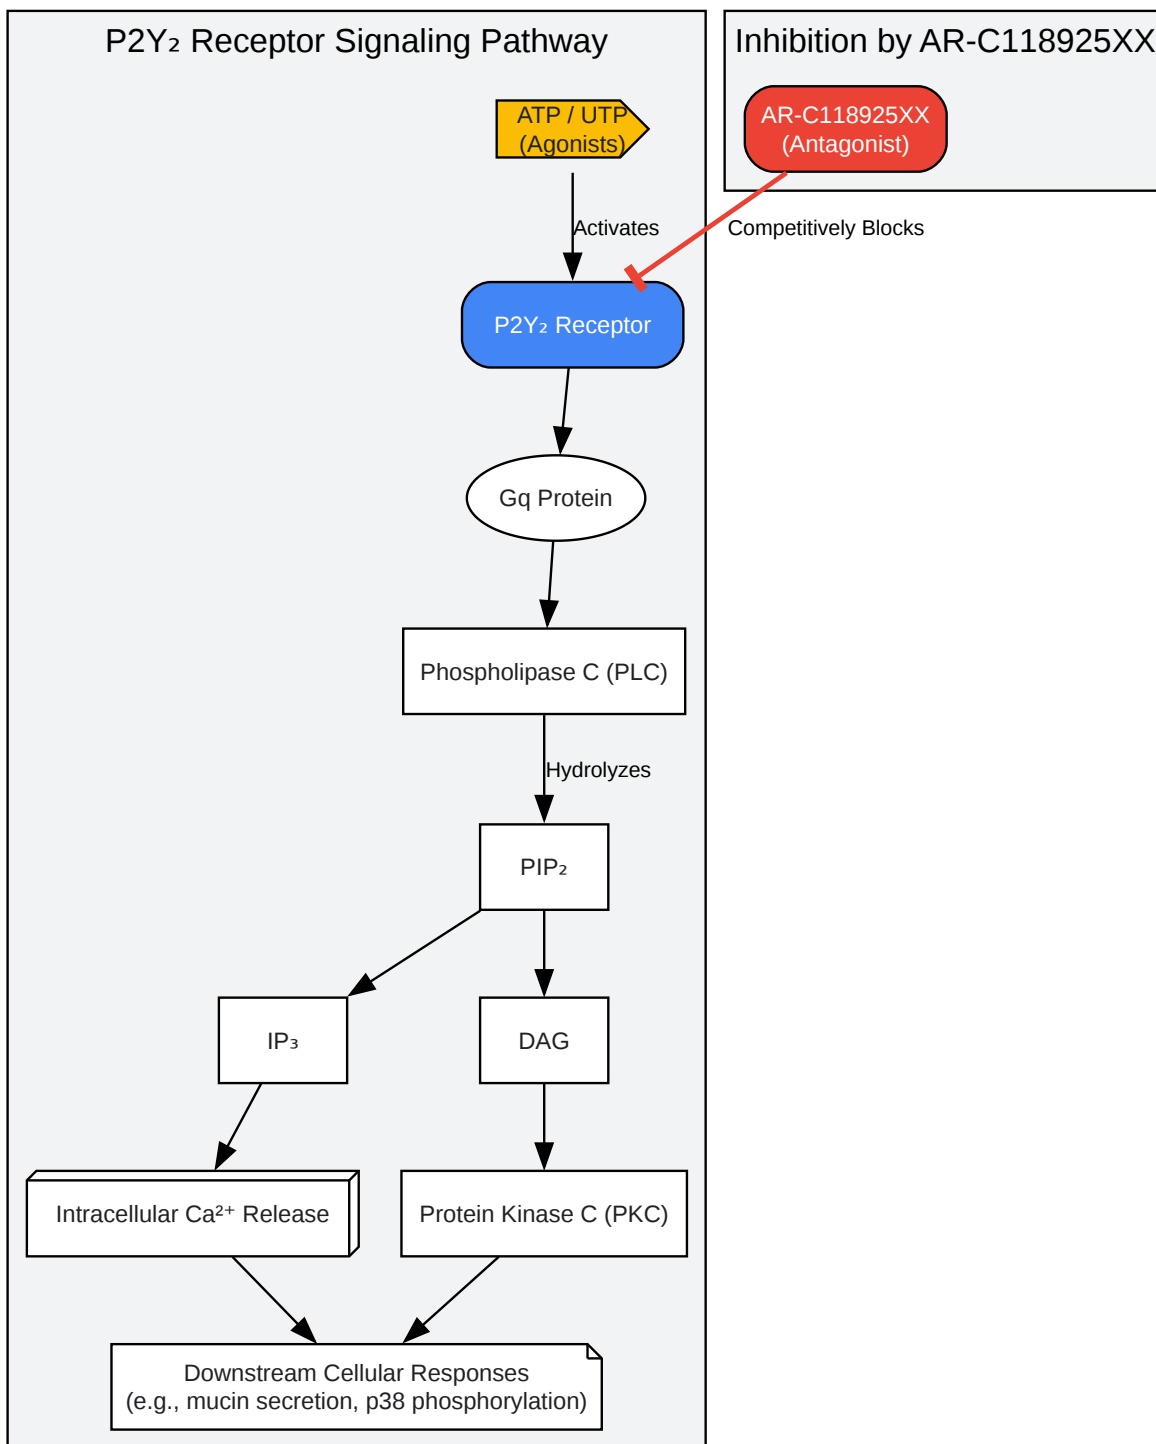 P2Y₂ Receptor Signaling Pathway
Inhibition by AR-C118925XX
ATP / UTP
(Agonists)
AR-C118925XX
(Antagonist)
Activates
Competitively Blocks
P2Y₂ Receptor
Gq Protein
Phospholipase C (PLC)
Hydrolyzes
PIP₂
IP₃
DAG
Intracellular Ca²⁺ Release
Protein Kinase C (PKC)
Downstream Cellular Responses
(e.g., mucin secretion, p38 phosphorylation)